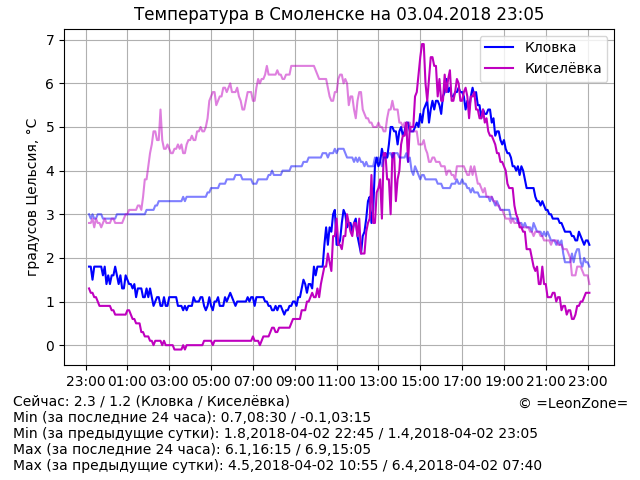 Температура в Смоленске на 03.04.2018 23:05
Кловка
Киселёвка
градусов Цельсия, °C
7
6
5
4
3
2
1
0
23:00 01:00 03:00 05:00 07:00 09:00 11:00 13:00 15:00 17:00 19:00 21:00 23:00
Сейчас: 2.3 / 1.2 (Кловка / Киселёвка)
© =LeonZone=
Min (за последние 24 часа): 0.7,08:30 / -0.1,03:15
Min (за предыдущие сутки): 1.8,2018-04-02 22:45 / 1.4,2018-04-02 23:05
Max (за последние 24 часа): 6.1,16:15 / 6.9,15:05
Max (за предыдущие сутки): 4.5,2018-04-02 10:55 / 6.4,2018-04-02 07:40